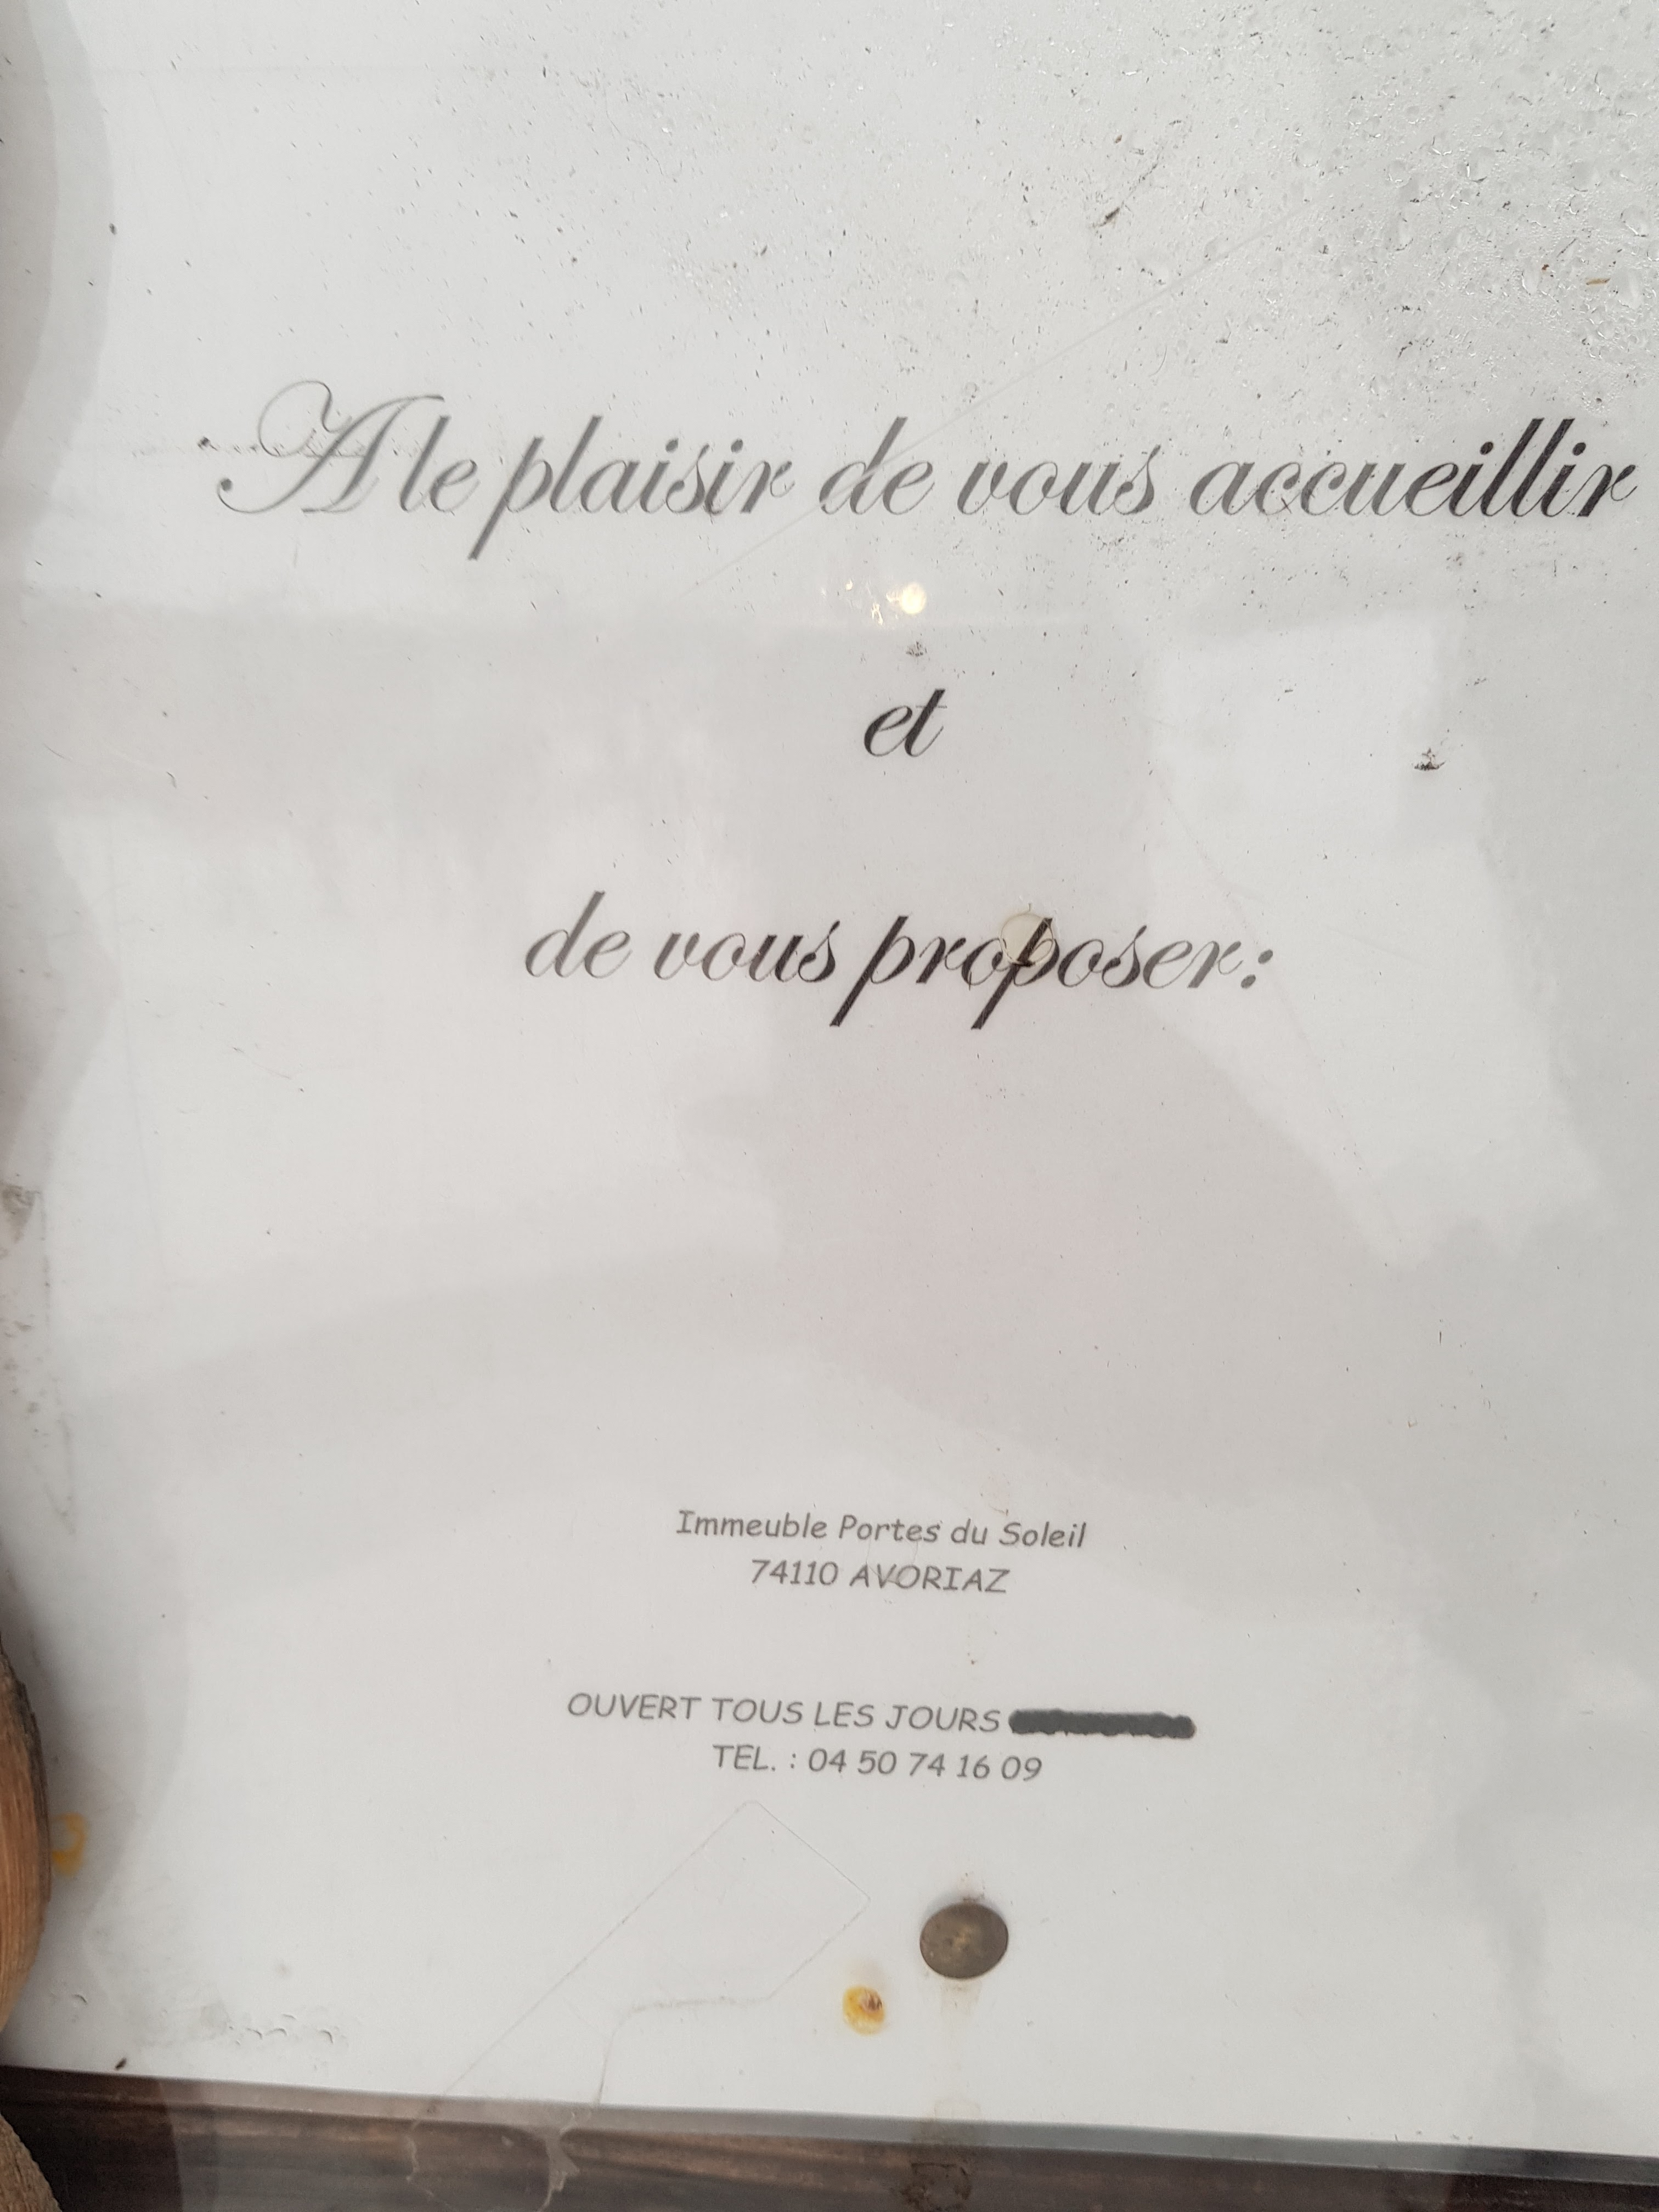 A le plaisir de vous accueillir
et
de vous proposer:
Immeuble Portes du Soleil
74110 AVORIAZ
OUVERT TOUS LES JOURS
TEL. : 04 50 74 16 09